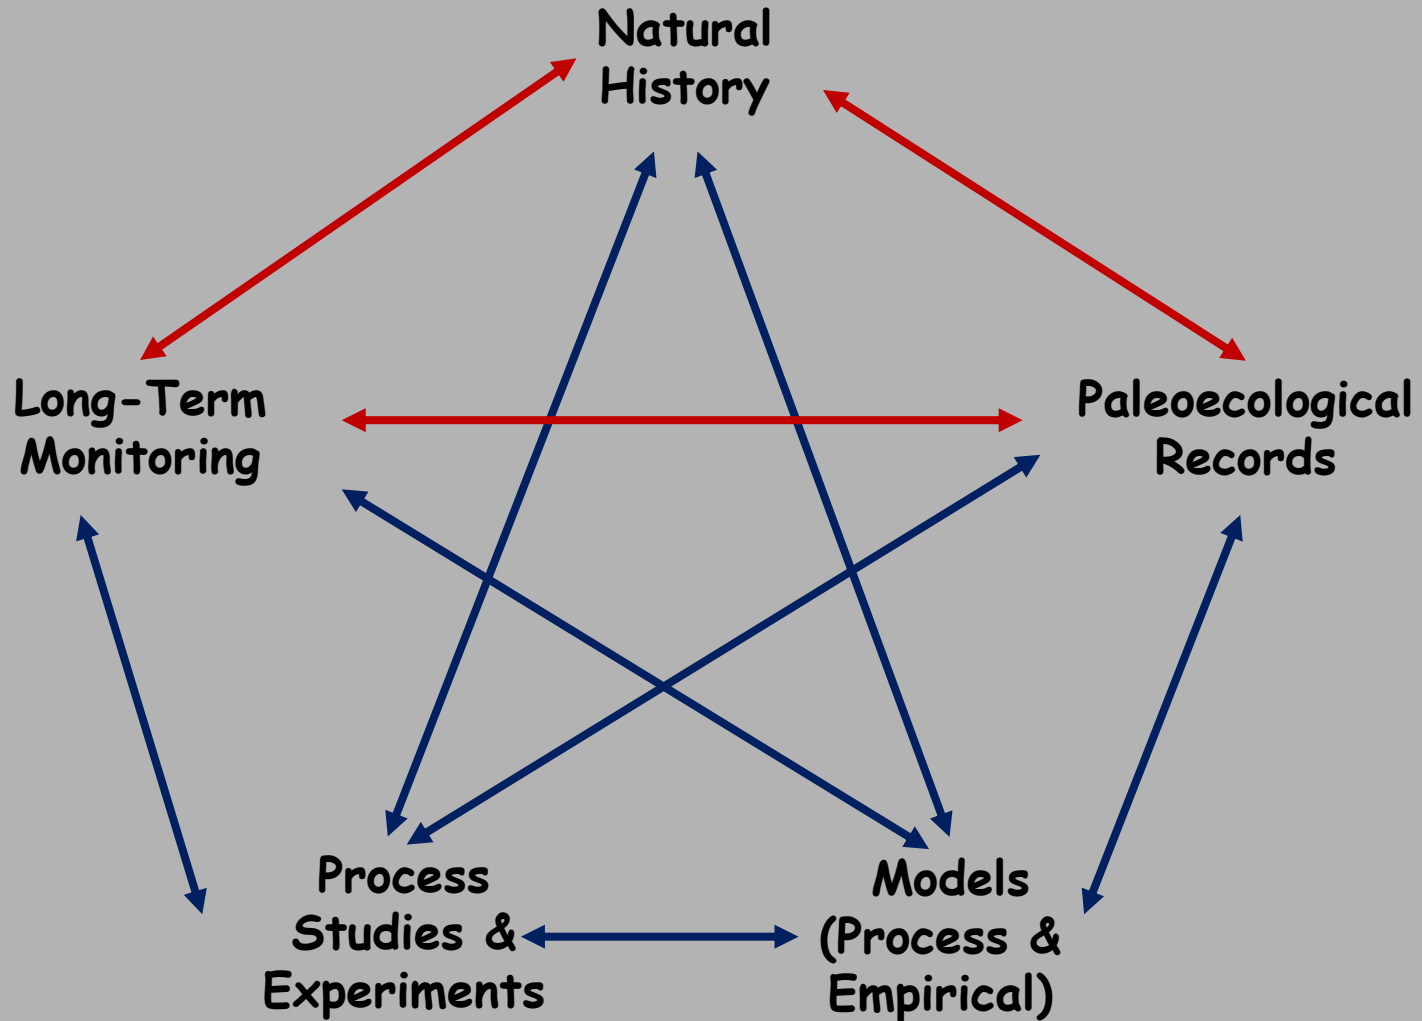 Natural
History
Long-Term
Monitoring
Paleoecological
Records
Process
Studies &
Experiments
Models
(Process &
Empirical)